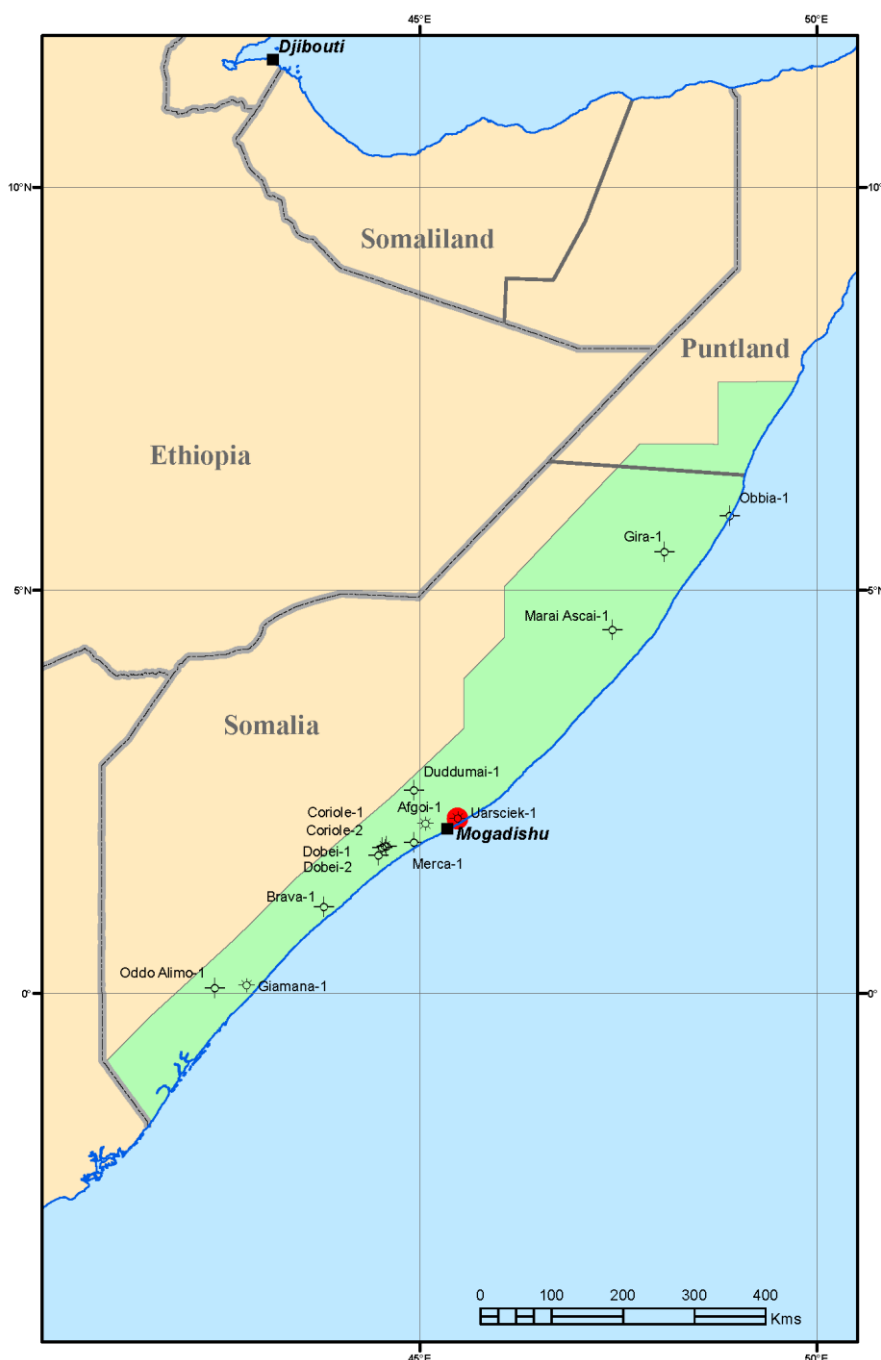 45°E
50°E
Djibouti
10°N
10°N
Somaliland
Puntland
Ethiopia
Obbia-1
Gira-1
5°N
5°N
Marai Ascai-1
Somalia
Duddumai-1
Coriole-1
Afgoi-1
Uarsciek-1
Coriole-2
Mogadishu
Dobei-1
Dobei-2
Merca-1
Brava-1
Oddo Alimo-1
Giamana-1
0°
0°
0
100
200
300
400
Kms
45°E
50°E